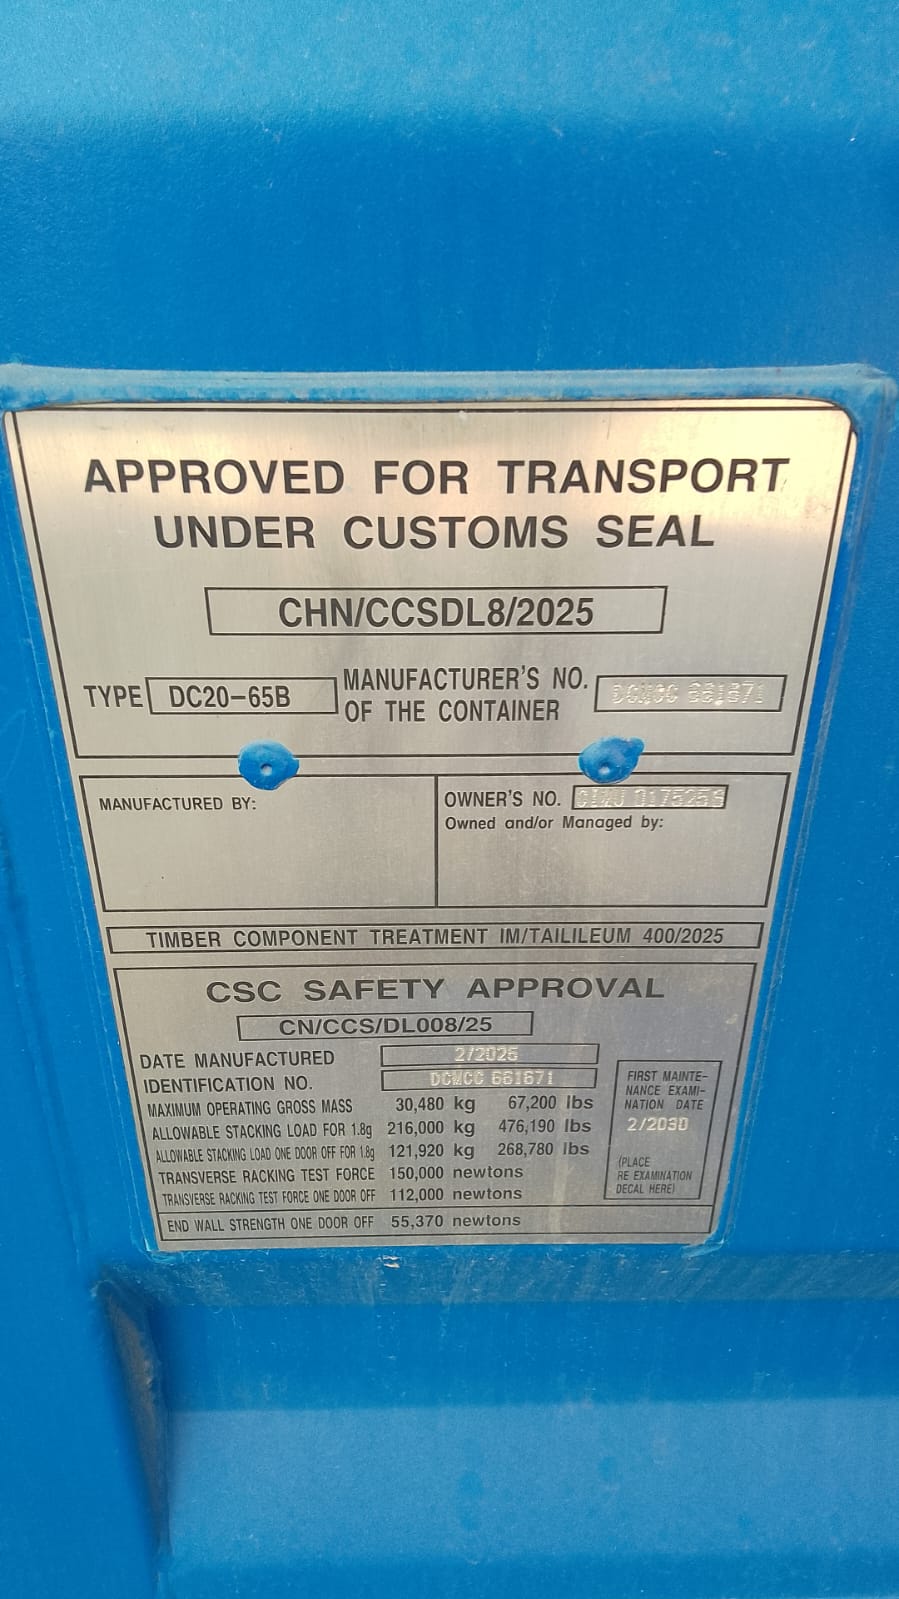 APPROVED FOR TRANSPORT
UNDER CUSTOMS SEAL
CHN/CCSDL8/2025
TYPE DC20-65B
MANUFACTURER'S NO.
OF THE CONTAINER
DCMCC 661671
MANUFACTURED BY:
OWNER'S NO.
Owned and/or Managed by:
TIMBER COMPONENT TREATMENT IM/TAILILEUM 400/2025
CSC SAFETY APPROVAL
CN/CCS/DL008/25
DATE MANUFACTURED 2/2025
IDENTIFICATION NO. DCMCC 661671
MAXIMUM OPERATING GROSS MASS 30,480 kg 67,200 lbs
ALLOWABLE STACKING LOAD FOR 1.8g 216,000 kg 476,190 lbs
ALLOWABLE STACKING LOAD ONE DOOR OFF FOR 1.8g 121,920 kg 268,780 lbs
TRANSVERSE RACKING TEST FORCE 150,000 newtons
TRANSVERSE RACKING TEST FORCE ONE DOOR OFF 112,000 newtons
END WALL STRENGTH ONE DOOR OFF 55,370 newtons
FIRST MAINTE-
NANCE EXAMI-
NATION DATE
2/2030
(PLACE
RE EXAMINATION
DECAL HERE)